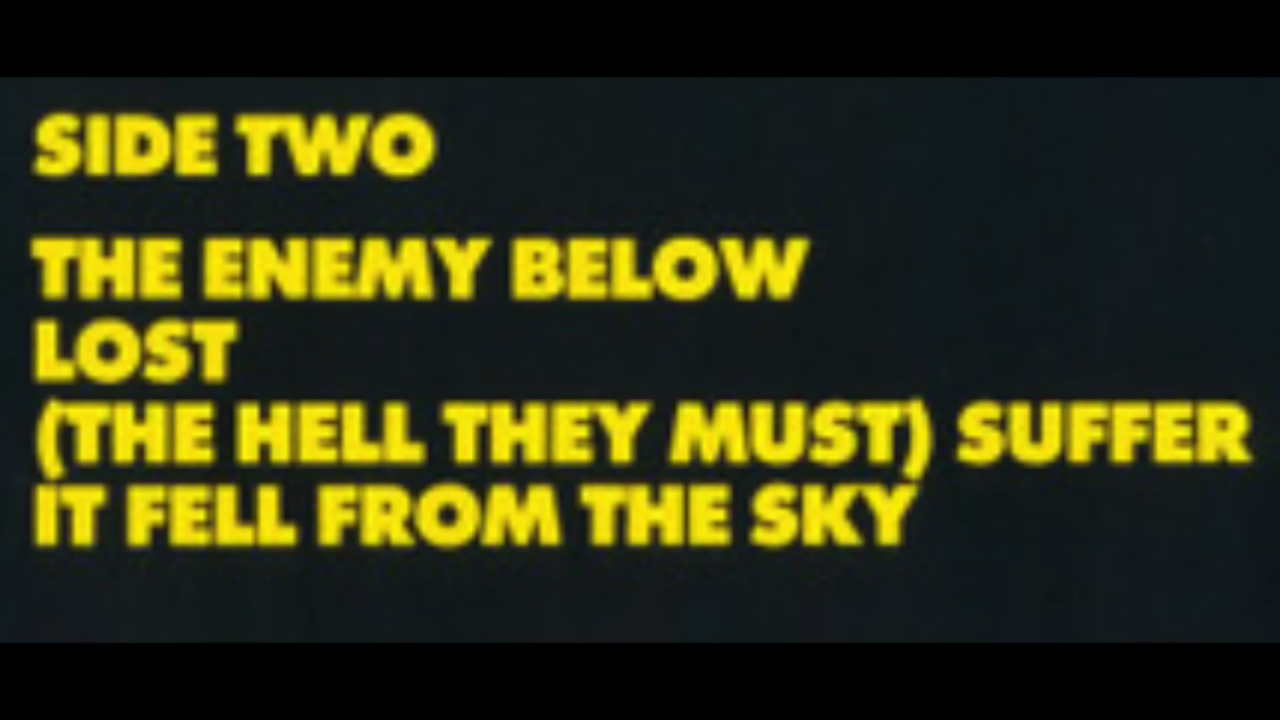 SIDE TWO
THE ENEMY BELOW
LOST
(THE HELL THEY MUST) SUFFER
IT FELL FROM THE SKY